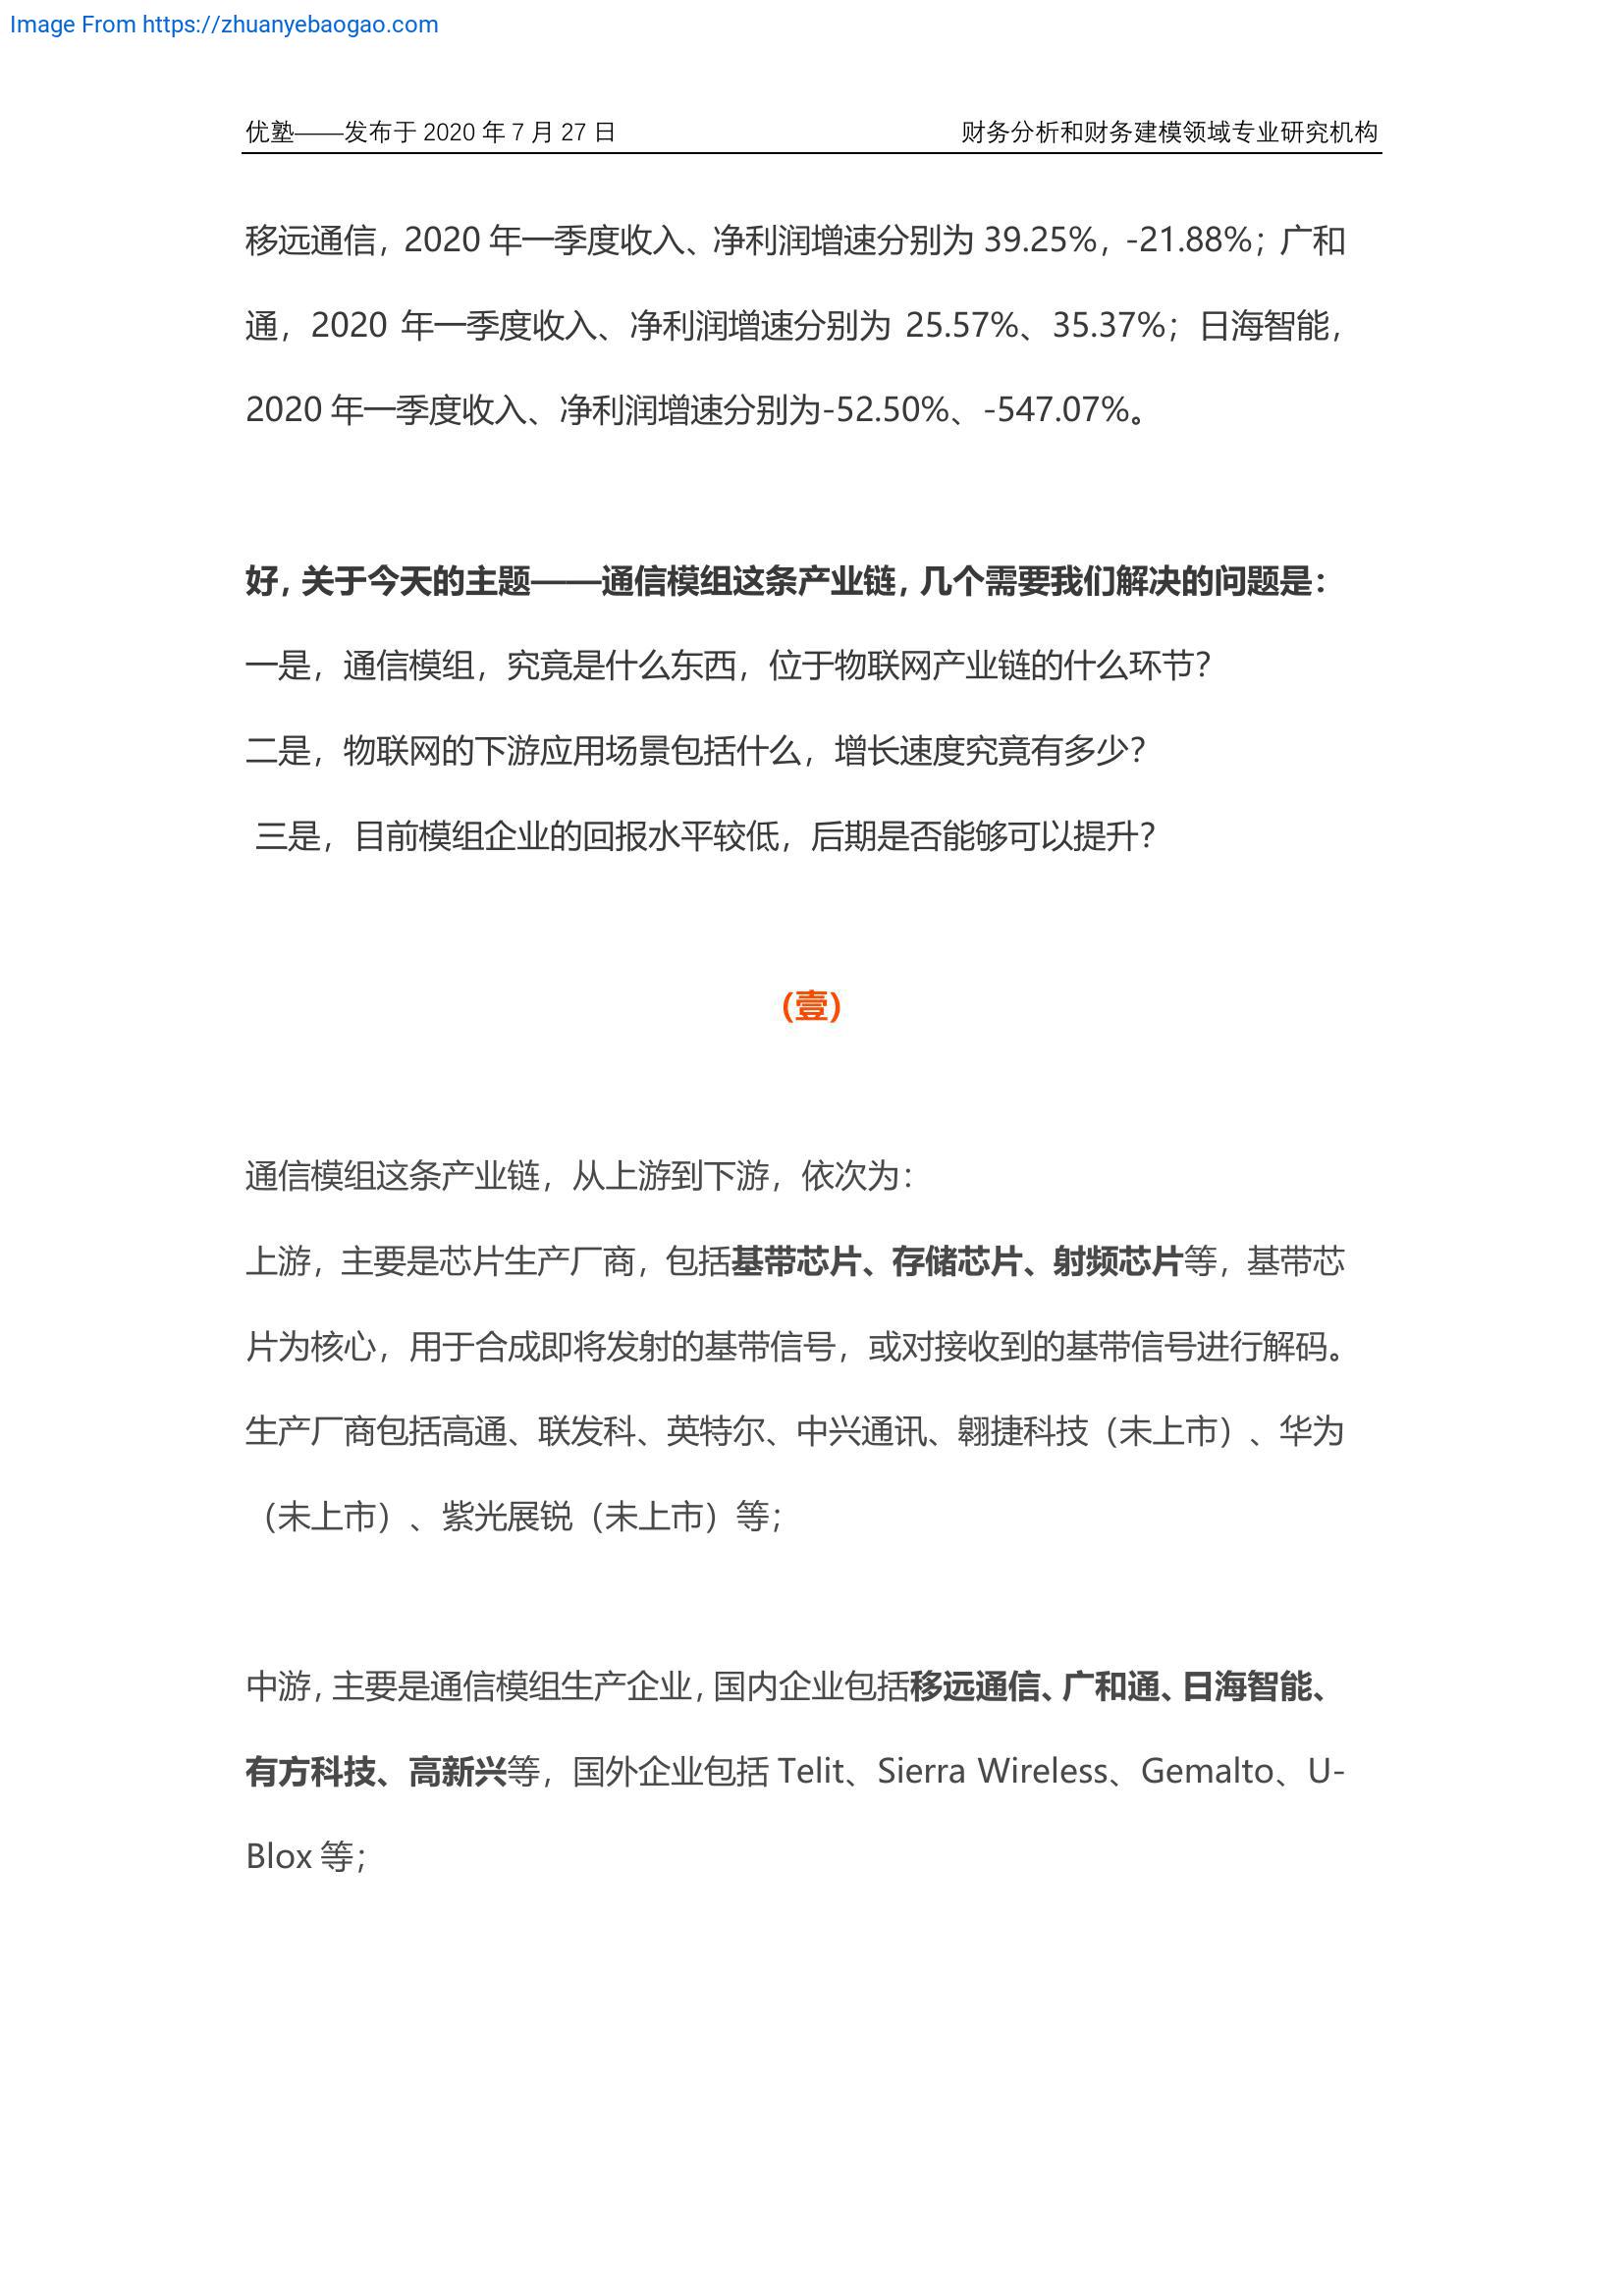 Image From https://zhuanyebaogao.com
优塾——发布于 2020 年 7 月 27 日 财务分析和财务建模领域专业研究机构
移远通信，2020 年一季度收入、净利润增速分别为 39.25%，-21.88%；广和
通，2020 年一季度收入、净利润增速分别为 25.57%、35.37%；日海智能，
2020 年一季度收入、净利润增速分别为-52.50%、-547.07%。
好，关于今天的主题——通信模组这条产业链，几个需要我们解决的问题是：
一是，通信模组，究竟是什么东西，位于物联网产业链的什么环节？
二是，物联网的下游应用场景包括什么，增长速度究竟有多少？
三是，目前模组企业的回报水平较低，后期是否能够可以提升？
（壹）
通信模组这条产业链，从上游到下游，依次为：
上游，主要是芯片生产厂商，包括基带芯片、存储芯片、射频芯片等，基带芯
片为核心，用于合成即将发射的基带信号，或对接收到的基带信号进行解码。
生产厂商包括高通、联发科、英特尔、中兴通讯、翱捷科技（未上市）、华为
（未上市）、紫光展锐（未上市）等；
中游，主要是通信模组生产企业，国内企业包括移远通信、广和通、日海智能、
有方科技、高新兴等，国外企业包括 Telit、Sierra Wireless、Gemalto、U-
Blox 等；